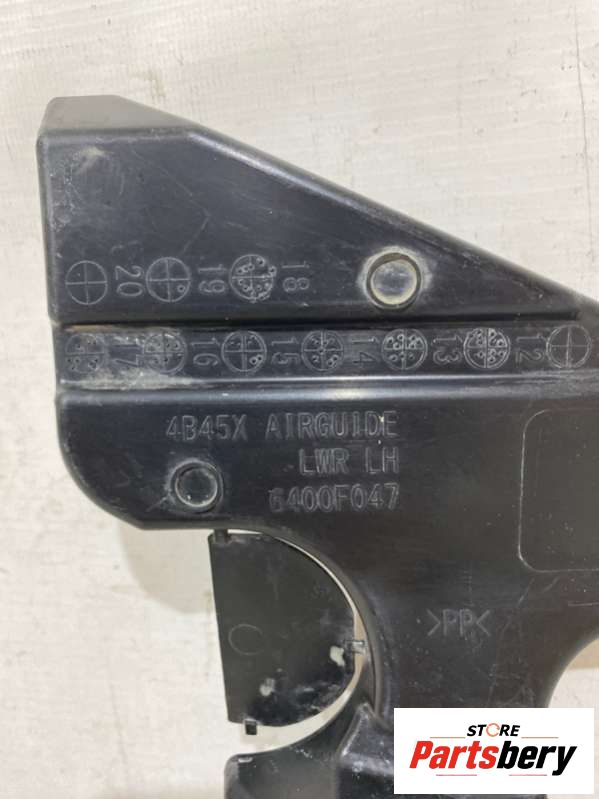 20 19 18
17 16 15 14 13 12
4B45X AIRGUIDE
LWR LH
6400F047
>PP<
STORE
Partsbery